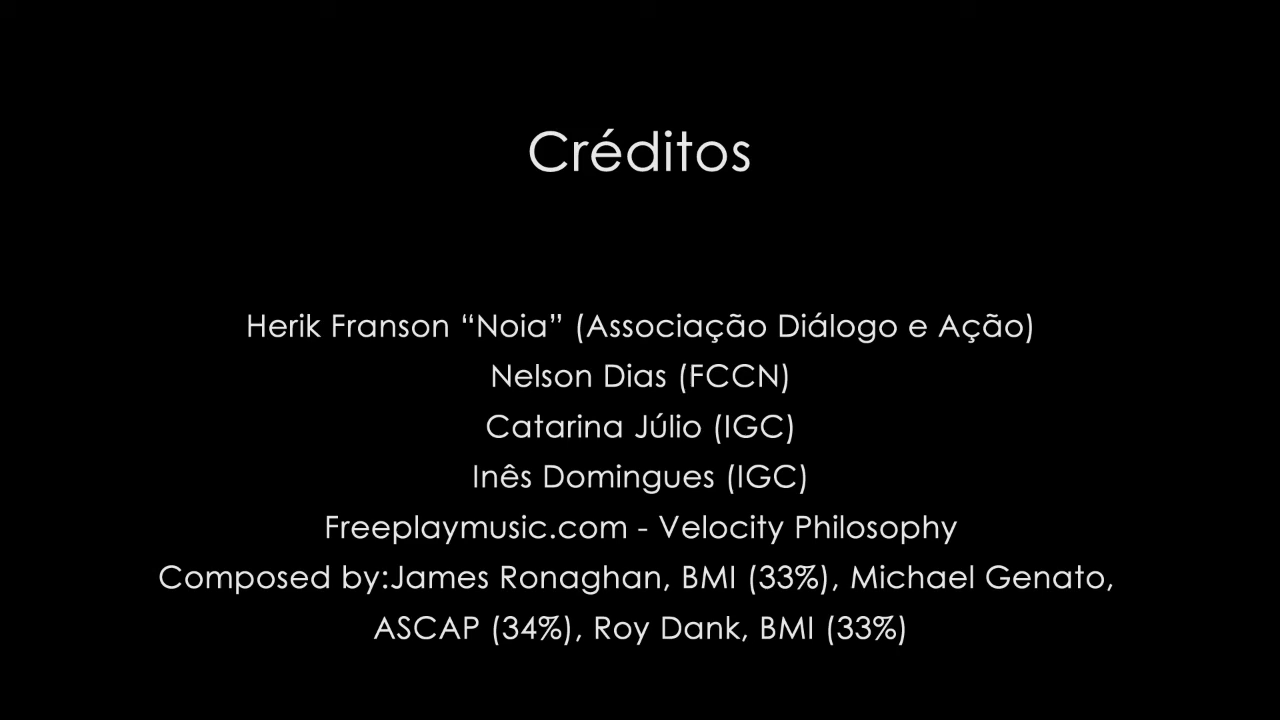 Créditos
Herik Franson “Noia” (Associação Diálogo e Ação)
Nelson Dias (FCCN)
Catarina Júlio (IGC)
Inês Domingues (IGC)
Freeplaymusic.com - Velocity Philosophy
Composed by:James Ronaghan, BMI (33%), Michael Genato,
ASCAP (34%), Roy Dank, BMI (33%)